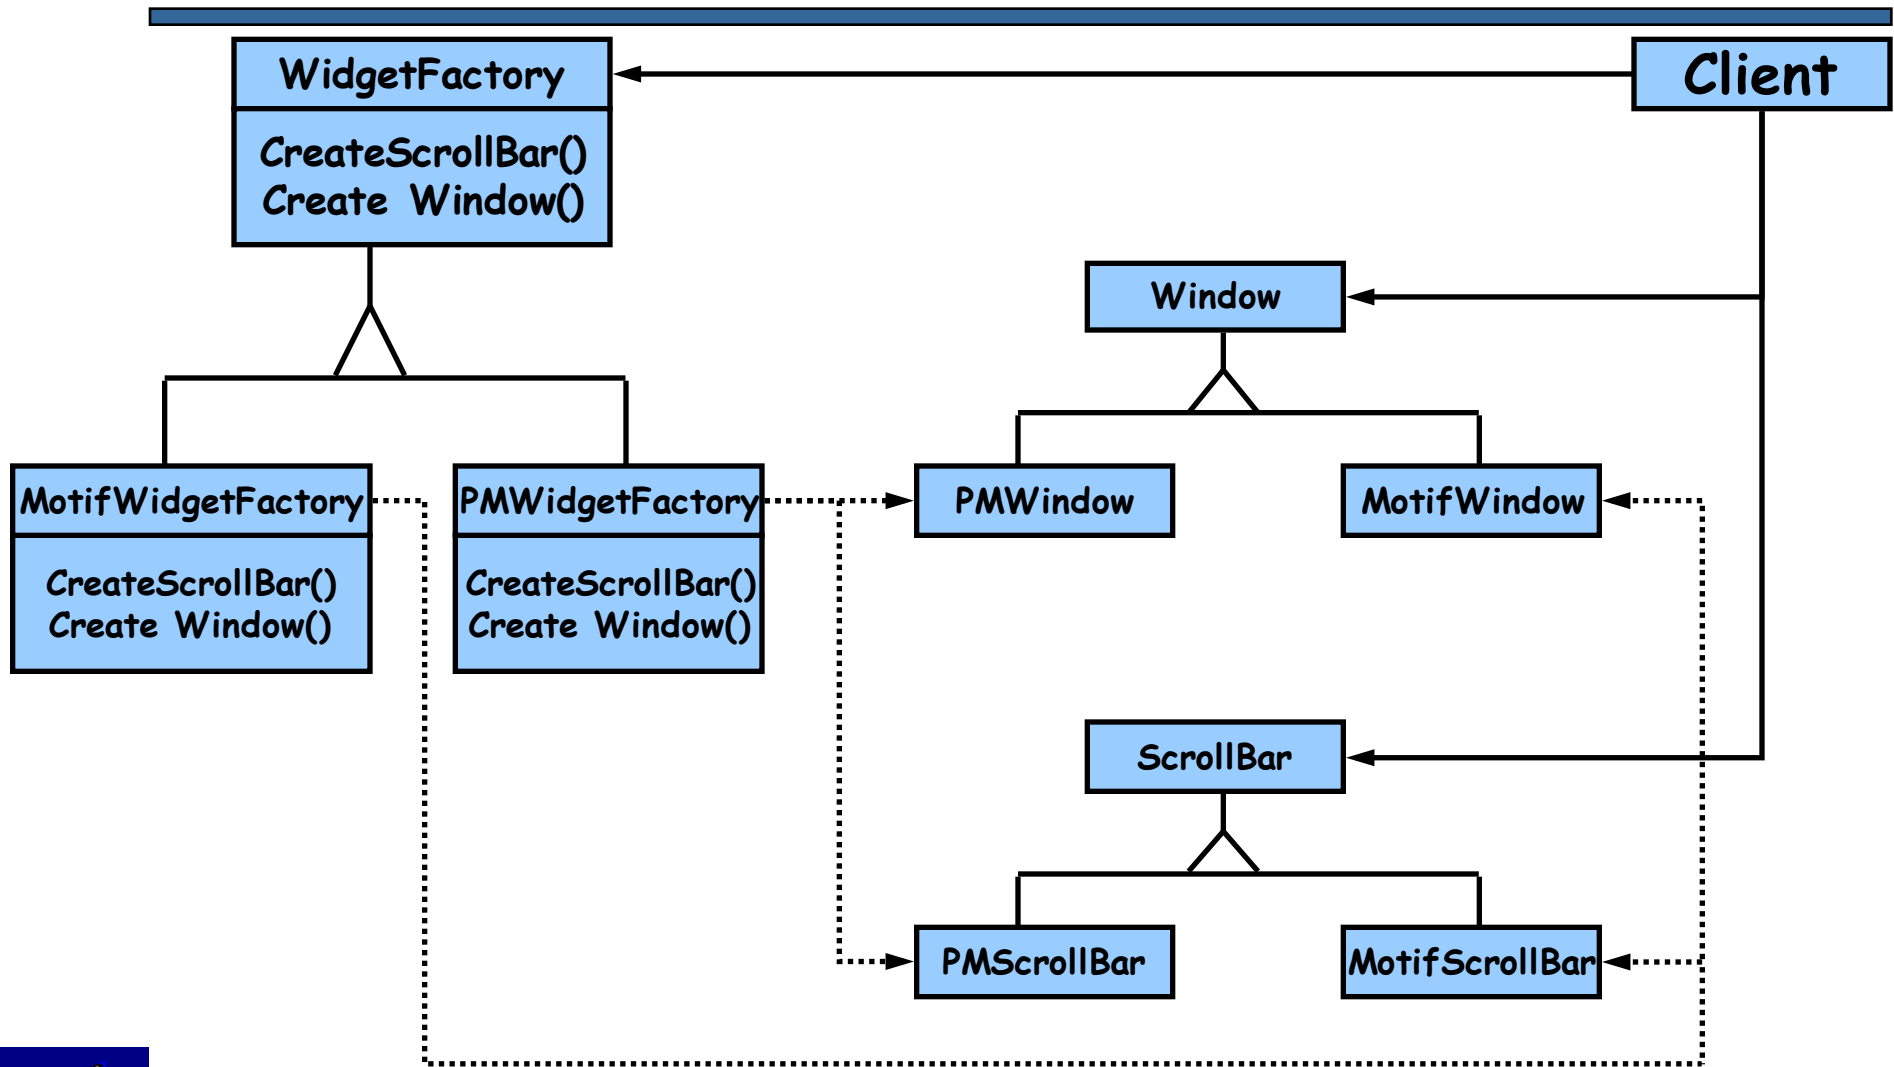 WidgetFactory
Client
CreateScrollBar()
Create Window()
Window
MotifWidgetFactory
PMWidgetFactory
PMWindow
MotifWindow
CreateScrollBar()
Create Window()
CreateScrollBar()
Create Window()
ScrollBar
PMScrollBar
MotifScrollBar